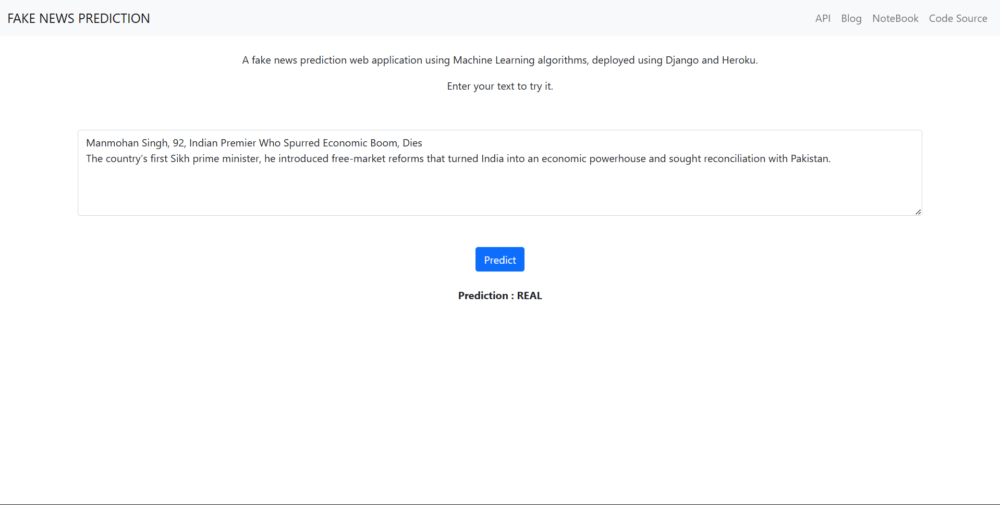 FAKE NEWS PREDICTION
API Blog NoteBook Code Source
A fake news prediction web application using Machine Learning algorithms, deployed using Django and Heroku.
Enter your text to try it.
Manmohan Singh, 92, Indian Premier Who Spurred Economic Boom, Dies
The country’s first Sikh prime minister, he introduced free-market reforms that turned India into an economic powerhouse and sought reconciliation with Pakistan.
Predict
Prediction : REAL